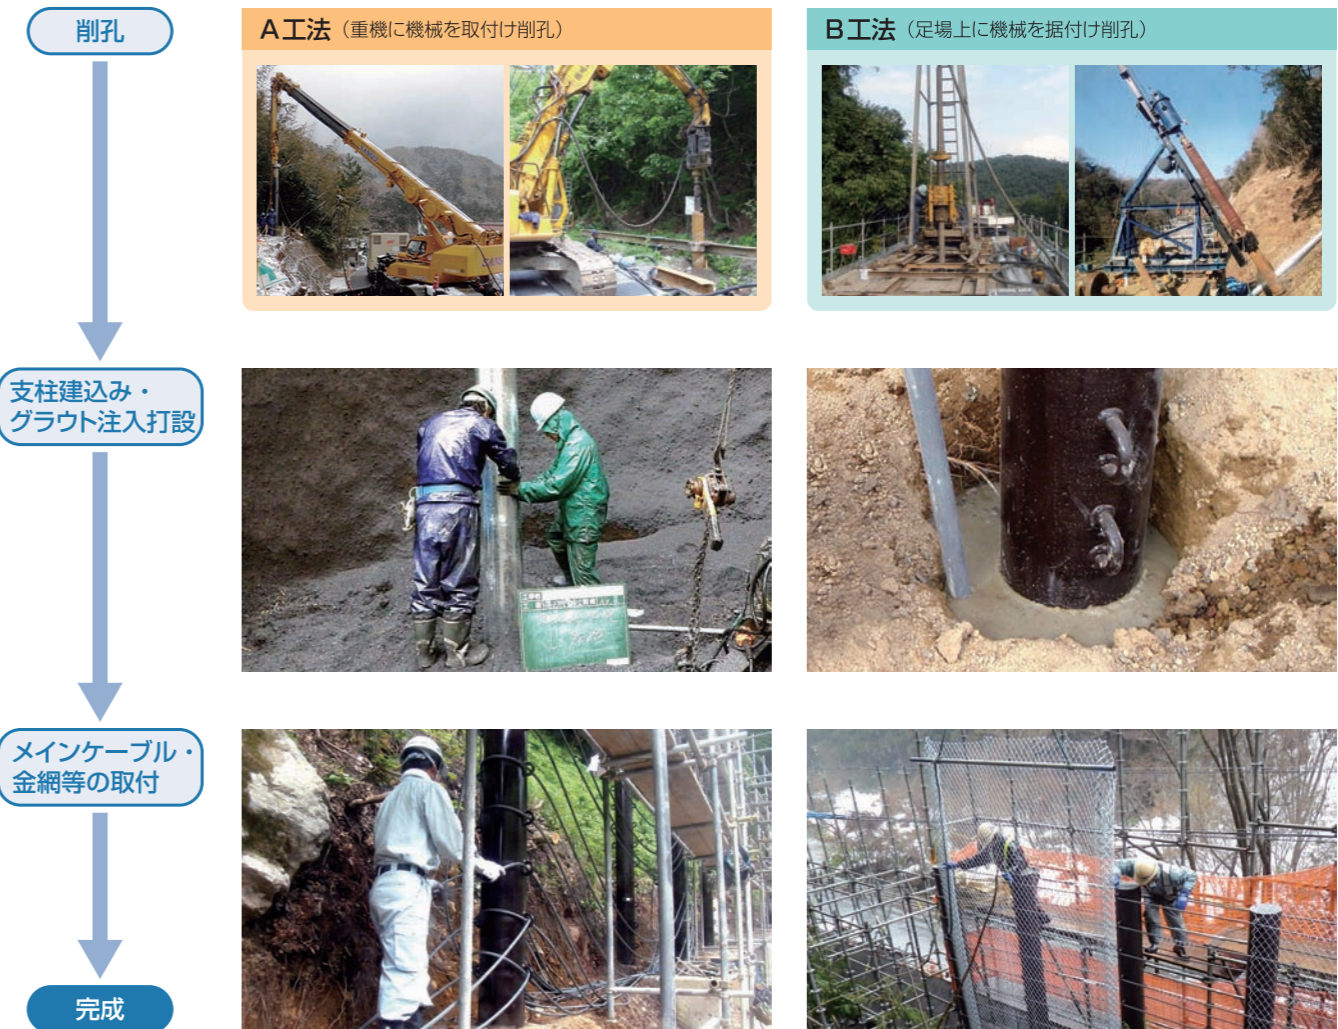 削孔
A工法(重機に機械を取付け削孔)
B工法(足場上に機械を据付け削孔)
支柱建込み・
グラウト注入打設
メインケーブル・
金網等の取付
完成